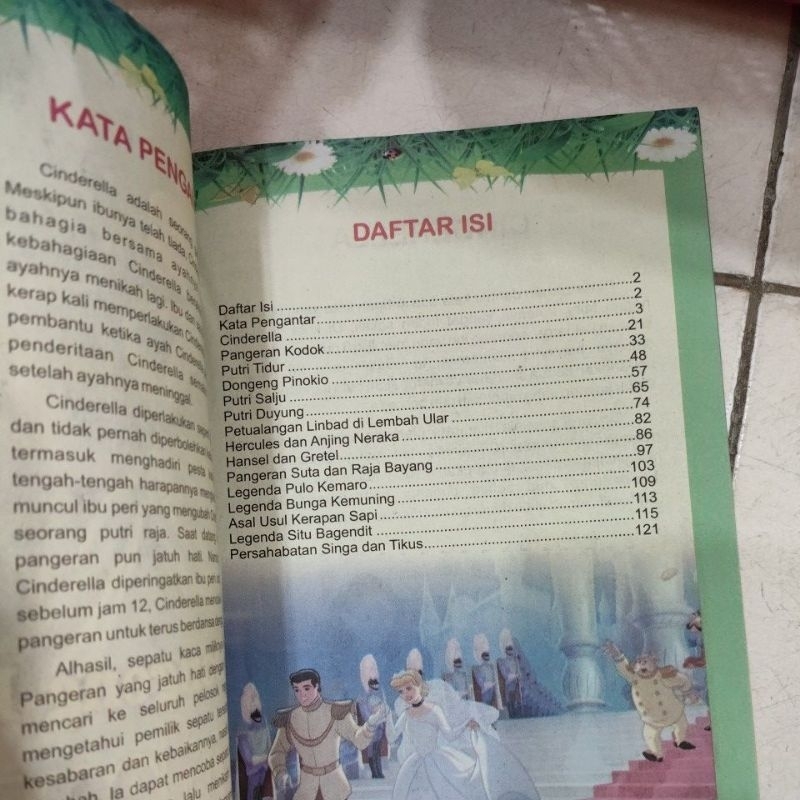 KATA
Cinderella adalah seorang
Meskipun ibunya telah tiada,
bahagia bersama
kebahagiaan Cinderella
ayahnya menikah lagi. Ibu dan
kerap kali memperlakukan
pembantu ketika ayah
penderitaan Cinderella
setelah ayahnya meninggal.
Cinderella diperlakukan
dan tidak pernah
termasuk menghadiri pesta
tengah-tengah harapannya
muncul ibu peri yang mengubah
seorang putri raja. Saat
pangeran pun jatuh hati.
Cinderella diperingatkan ibu peri
sebelum jam 12, Cinderella
pangeran untuk terus berdansa
Alhasil, sepatu kaca
Pangeran yang jatuh hati
mencari ke seluruh pelosok
mengetahui pemilik sepatu
kesabaran dan kebaikannya,
Ia dapat mencoba
lalu
DAFTAR ISI
Daftar Isi ........................................2
Kata Pengantar........................................2
Cinderella ........................................3
Pangeran Kodok........................................21
Putri Tidur ........................................33
Dongeng Pinokio ........................................48
Putri Salju ........................................57
Putri Duyung ........................................65
Petualangan Linbad di Lembah Ular ........................................74
Hercules dan Anjing Neraka ........................................82
Hansel dan Gretel........................................86
Pangeran Suta dan Raja Bayang ........................................97
Legenda Pulo Kemaro ........................................103
Legenda Bunga Kemuning ........................................109
Asal Usul Kerapan Sapi ........................................113
Legenda Situ Bagendit ........................................115
Persahabatan Singa dan Tikus........................................121